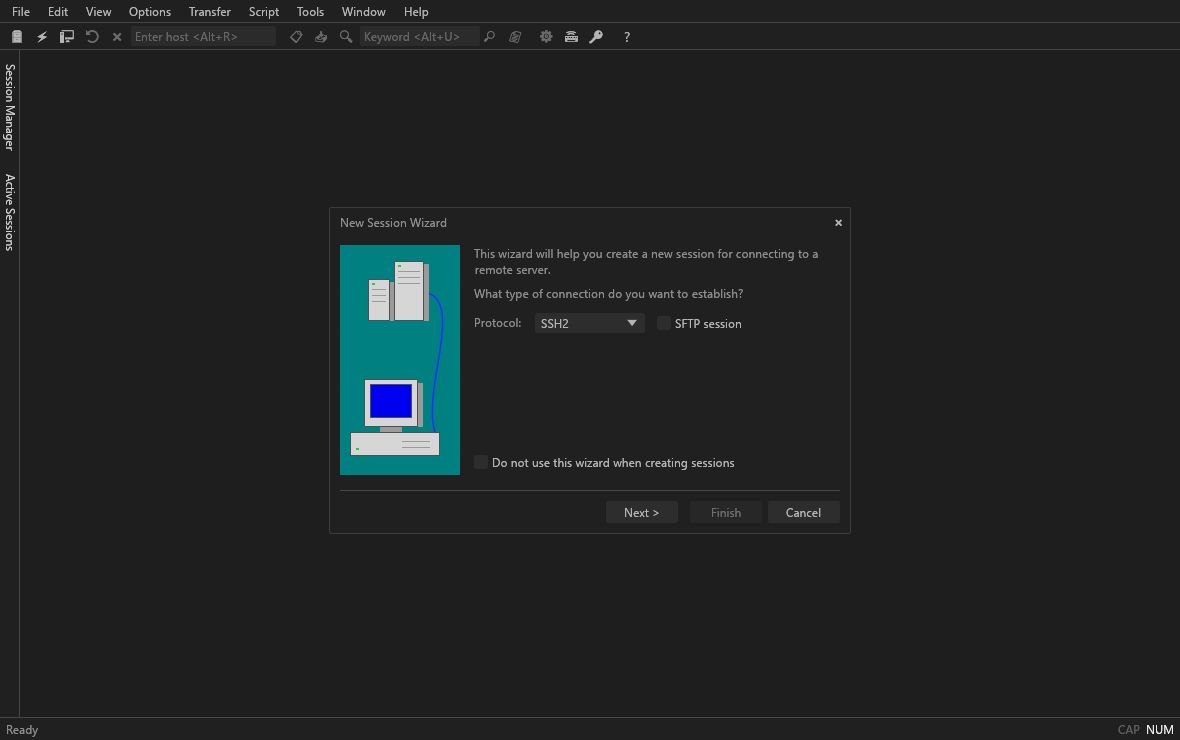 File Edit View Options Transfer Script Tools Window Help
Enter host <Alt+R> Keyword <Alt+U> ?
Session Manager
Active Sessions
New Session Wizard
This wizard will help you create a new session for connecting to a
remote server.
What type of connection do you want to establish?
Protocol: SSH2 SFTP session
Do not use this wizard when creating sessions
Next > Finish Cancel
Ready CAP NUM